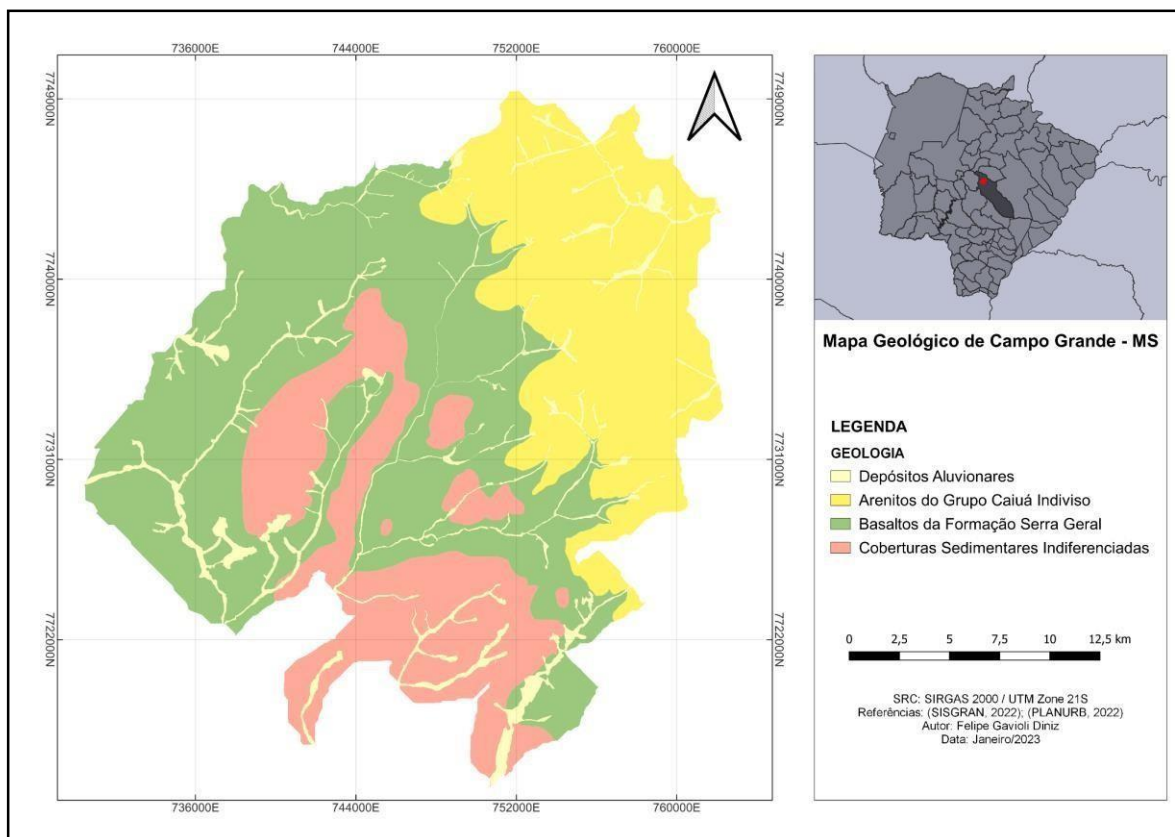 736000E 744000E 752000E 760000E
7749000N 7749000N
7740000N 7740000N
7731000N 7731000N
7722000N 7722000N
736000E 744000E 752000E 760000E
Mapa Geológico de Campo Grande - MS
LEGENDA
GEOLOGIA
Depósitos Aluvionares
Arenitos do Grupo Caiuá Indiviso
Basaltos da Formação Serra Geral
Coberturas Sedimentares Indiferenciadas
0 2,5 5 7,5 10 12,5 km
SRC: SIRGAS 2000 / UTM Zone 21S
Referências: (SISGRAN, 2022); (PLANURB, 2022)
Autor: Felipe Gavioli Diniz
Data: Janeiro/2023